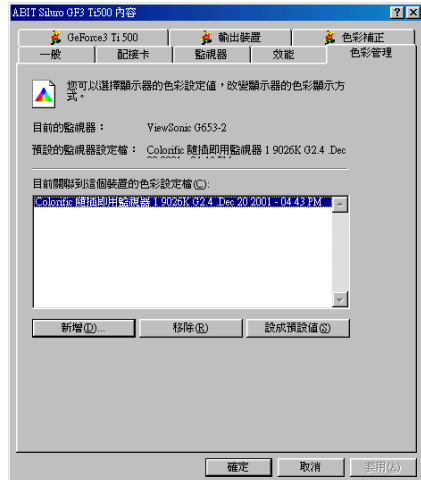 ABIT Siluro GF3 Ti500 內容
GeForce3 Ti 500
輸出裝置
色彩補正
一般
配接卡
監視器
效能
色彩管理
您可以選擇顯示器的色彩設定值，改變顯示器的色彩顯示方
式。
目前的監視器：
ViewSonic G653-2
預設的監視器設定檔：
Colorific 隨插即用監視器 1 9026K G2.4 .Dec
目前關聯到這個裝置的色彩設定檔(C):
Colorific 隨插即用監視器 1 9026K G2.4 .Dec 20 2001 - 04 43 PM
新增(D)...
移除(R)
設成預設值(S)
確定
取消
套用(A)